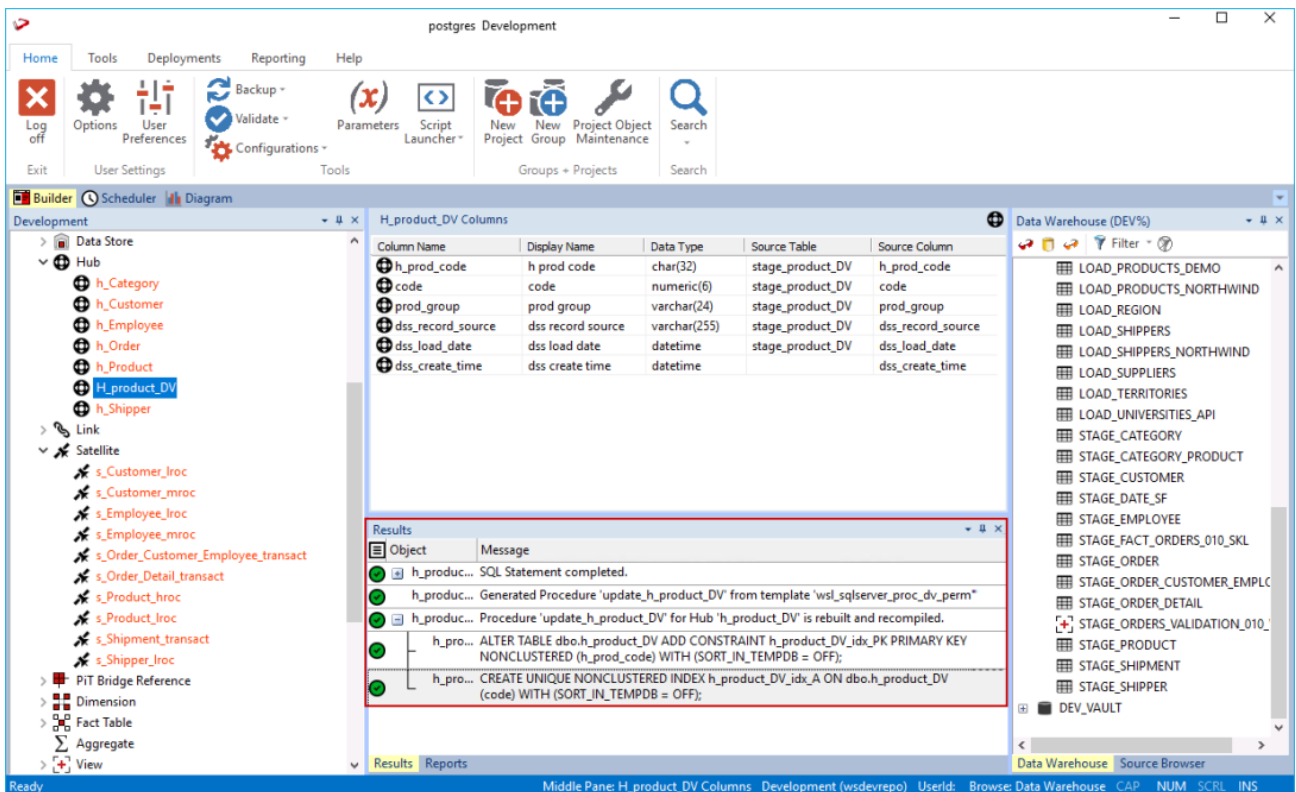 postgres Development
Home Tools Deployments Reporting Help
Log off
Options
User Preferences
Backup
Validate
Configurations
Parameters
Script Launcher
New Project
New Group
Project Object Maintenance
Search
Exit User Settings Tools Groups + Projects Search
Builder Scheduler Diagram
Development
Data Store
Hub
h_Category
h_Customer
h_Employee
h_Order
h_Product
H_product_DV
h_Shipper
Link
Satellite
s_Customer_lroc
s_Customer_mroc
s_Employee_lroc
s_Employee_mroc
s_Order_Customer_Employee_transact
s_Order_Detail_transact
s_Product_hroc
s_Product_lroc
s_Shipment_transact
s_Shipper_lroc
PiT Bridge Reference
Dimension
Fact Table
Aggregate
View
H_product_DV Columns
Column Name Display Name Data Type Source Table Source Column
h_prod_code h prod code char(32) stage_product_DV h_prod_code
code code numeric(6) stage_product_DV code
prod_group prod group varchar(24) stage_product_DV prod_group
dss_record_source dss record source varchar(255) stage_product_DV dss_record_source
dss_load_date dss load date datetime stage_product_DV dss_load_date
dss_create_time dss create time datetime dss_create_time
Results
Object Message
h_produc... SQL Statement completed.
h_produc... Generated Procedure 'update_h_product_DV' from template 'wsl_sqlserver_proc_dv_perm"
h_produc... Procedure 'update_h_product_DV' for Hub 'h_product_DV' is rebuilt and recompiled.
h_pro... ALTER TABLE dbo.h_product_DV ADD CONSTRAINT h_product_DV_idx_PK PRIMARY KEY
NONCLUSTERED (h_prod_code) WITH (SORT_IN_TEMPDB = OFF);
h_pro... CREATE UNIQUE NONCLUSTERED INDEX h_product_DV_idx_A ON dbo.h_product_DV
(code) WITH (SORT_IN_TEMPDB = OFF);
Results Reports
Data Warehouse (DEV%)
Filter
LOAD_PRODUCTS_DEMO
LOAD_PRODUCTS_NORTHWIND
LOAD_REGION
LOAD_SHIPPERS
LOAD_SHIPPERS_NORTHWIND
LOAD_SUPPLIERS
LOAD_TERRITORIES
LOAD_UNIVERSITIES_API
STAGE_CATEGORY
STAGE_CATEGORY_PRODUCT
STAGE_CUSTOMER
STAGE_DATE_SF
STAGE_EMPLOYEE
STAGE_FACT_ORDERS_010_SKL
STAGE_ORDER
STAGE_ORDER_CUSTOMER_EMPLC
STAGE_ORDER_DETAIL
STAGE_ORDERS_VALIDATION_010_
STAGE_PRODUCT
STAGE_SHIPMENT
STAGE_SHIPPER
DEV_VAULT
Data Warehouse Source Browser
Ready Middle Pane: H_product_DV Columns Development (wsdevrepo) UserId: Browse: Data Warehouse CAP NUM SCRL INS